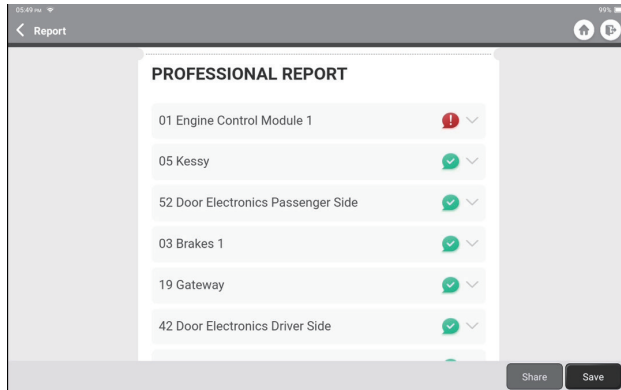 05:49 PM
99%
Report
PROFESSIONAL REPORT
01 Engine Control Module 1
05 Kessy
52 Door Electronics Passenger Side
03 Brakes 1
19 Gateway
42 Door Electronics Driver Side
Share
Save